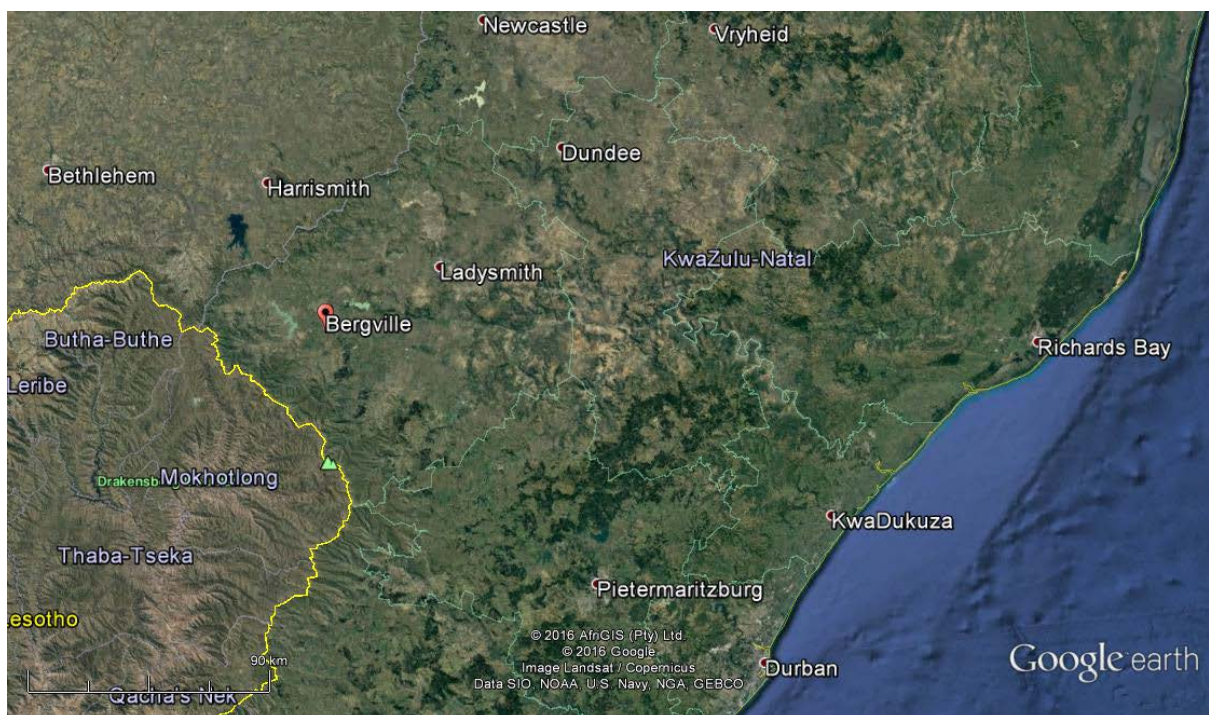 Newcastle
Vryheid
Dundee
Bethlehem
Harrismith
KwaZulu-Natal
Ladysmith
Bergville
Butha-Buthe
Richards Bay
Leribe
Mokhotlong
KwaDukuza
Thaba-Tseka
Pietermaritzburg
© 2016 AfriGIS (Pty) Ltd.
© 2016 Google
Image Landsat / Copernicus
Data SIO, NOAA, U.S. Navy, NGA, GEBCO
90 km
Durban
Google earth
Qacha's Nek